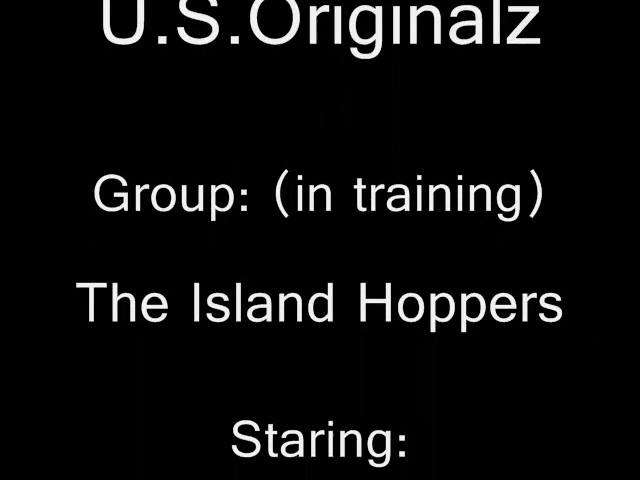 U.S.Originalz
Group: (in training)
The Island Hoppers
Staring: